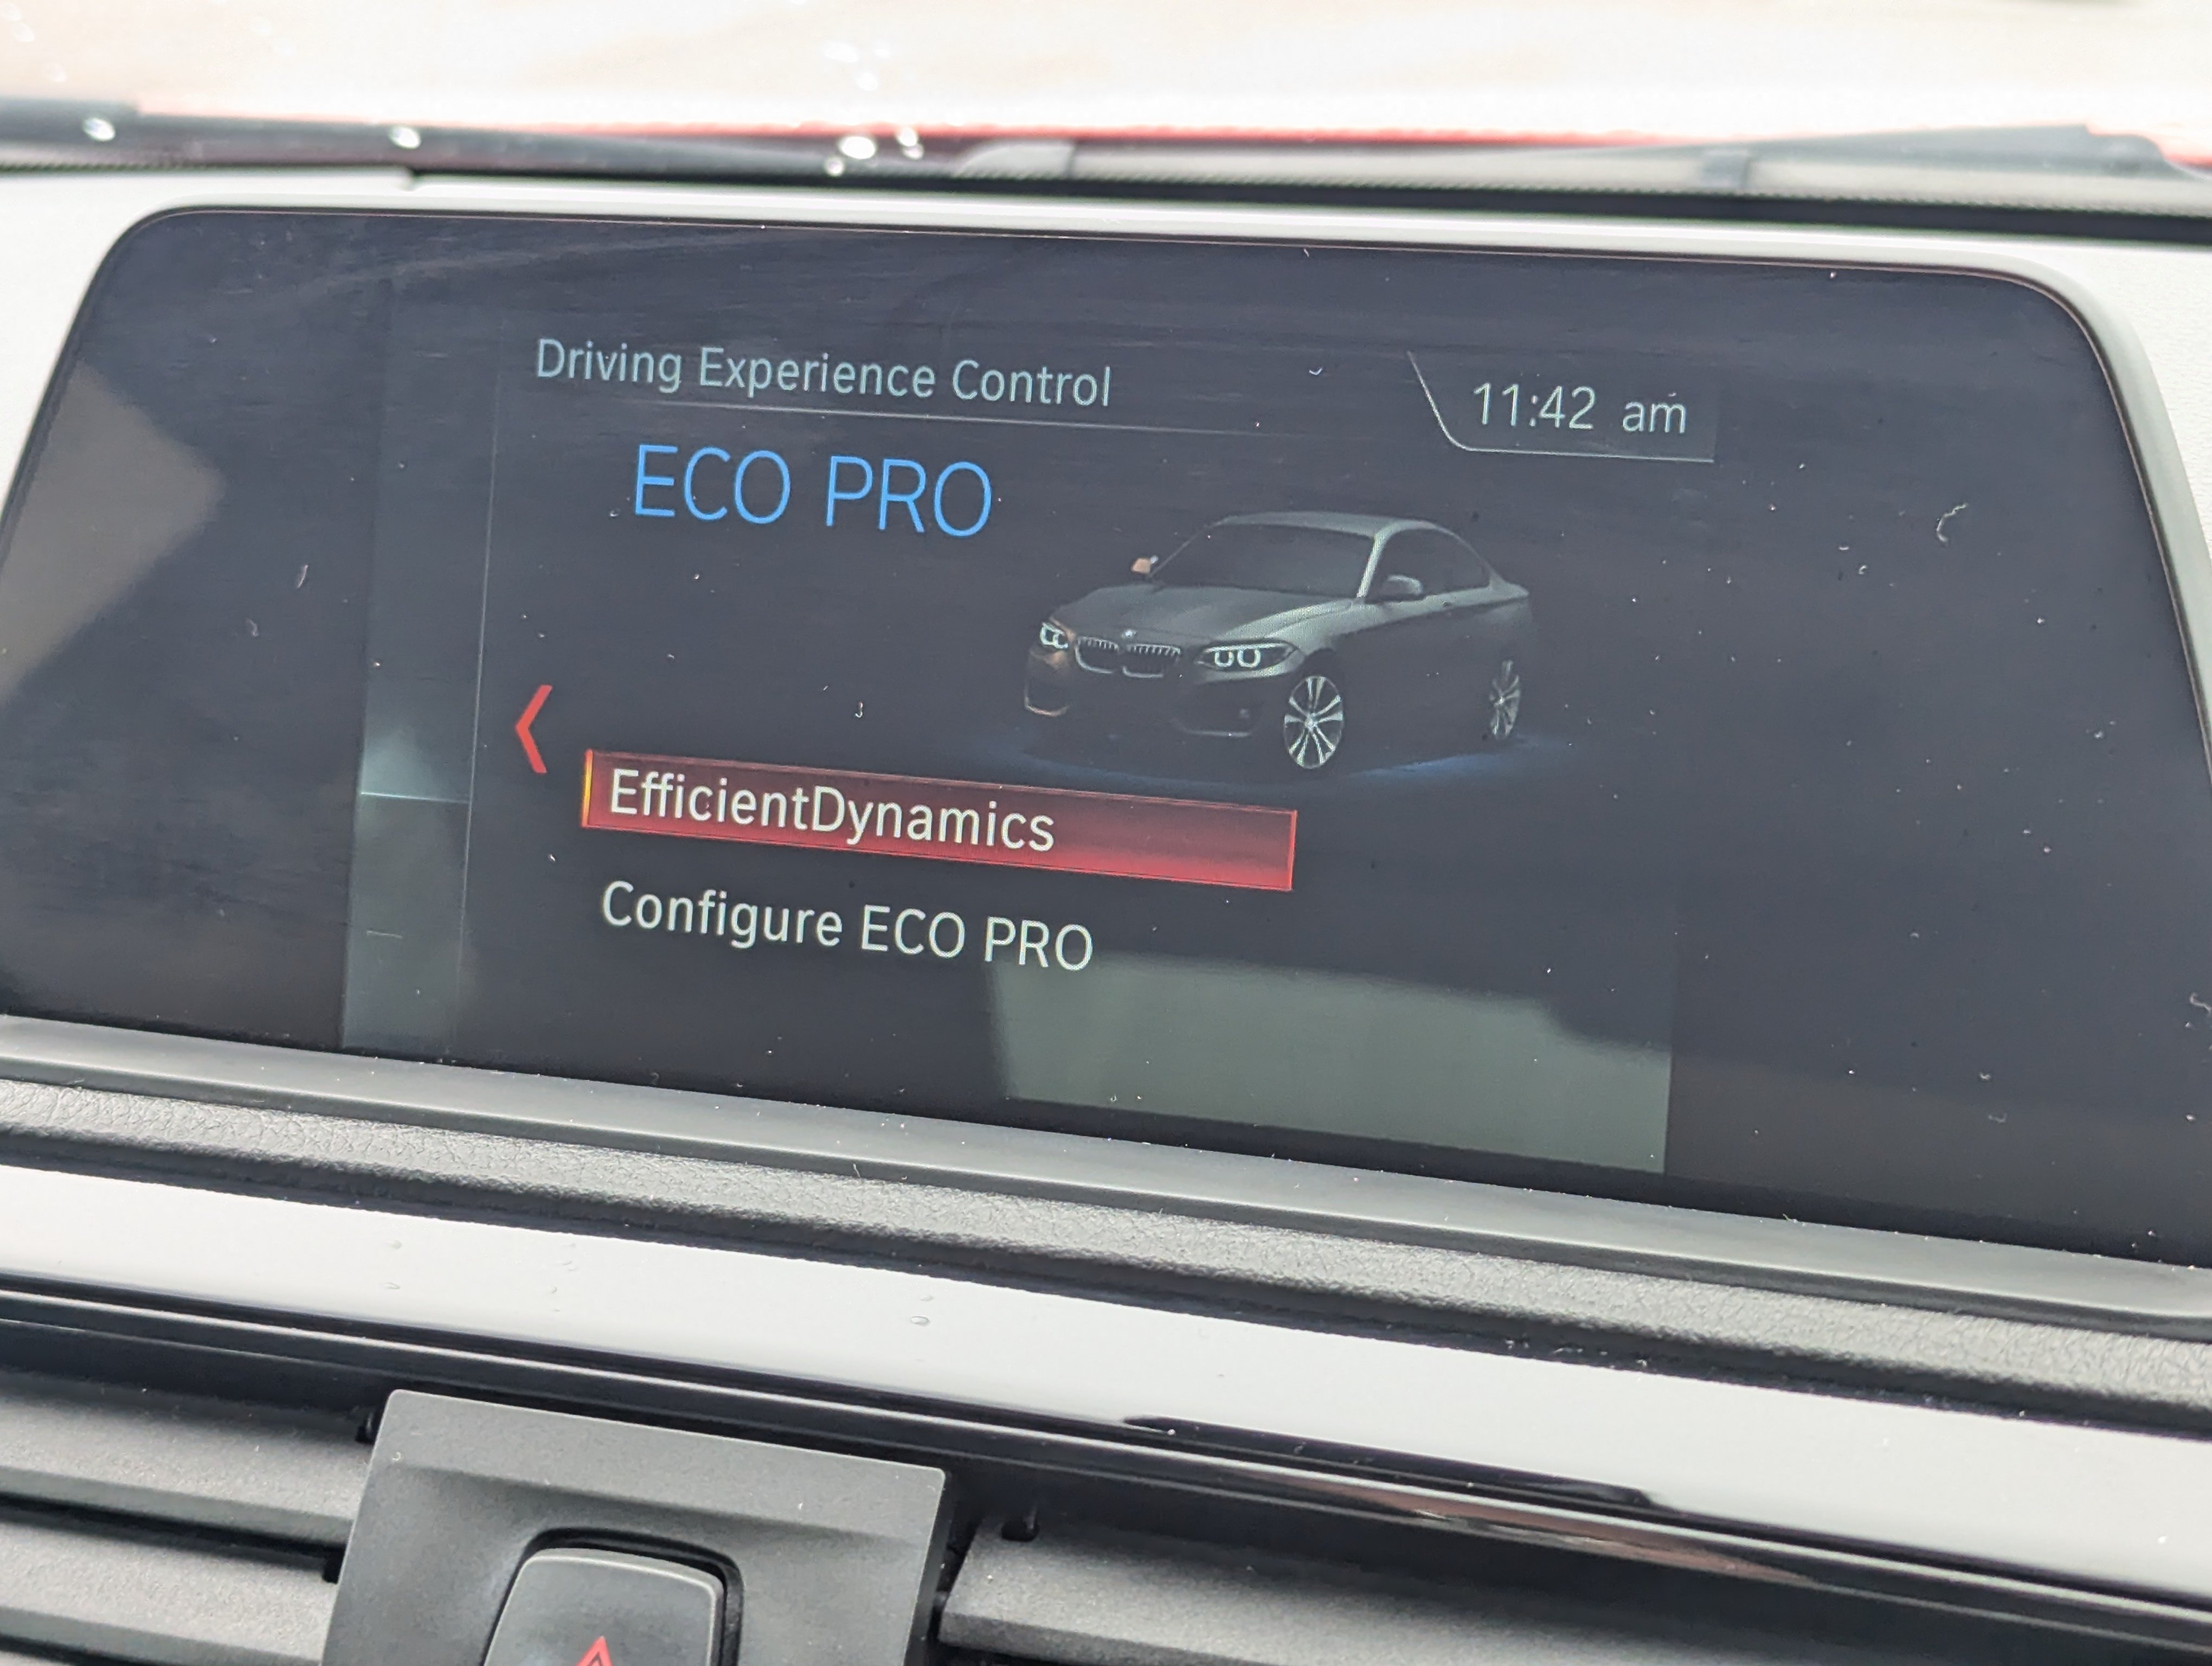 Driving Experience Control
11:42 am
ECO PRO
EfficientDynamics
Configure ECO PRO